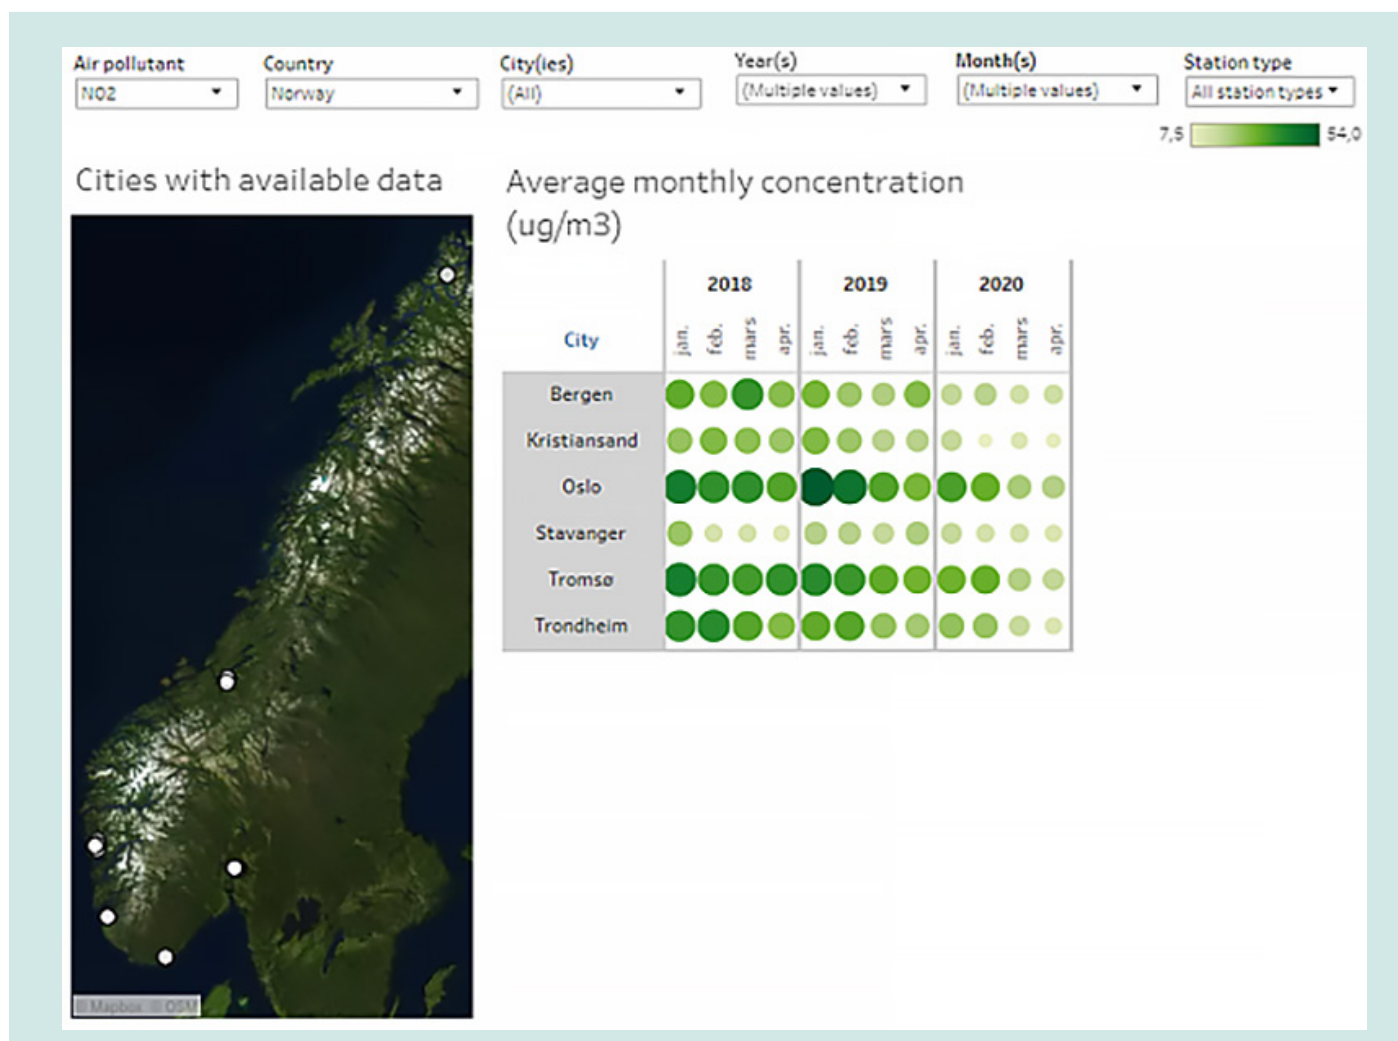 Air pollutant Country City(ies) Year(s) Month(s) Station type
NO2 Norway (All) (Multiple values) (Multiple values) All station types
7,5 54,0
Cities with available data
Average monthly concentration
(ug/m3)
2018 2019 2020
City jan. feb. mars apr. jan. feb. mars apr. jan. feb. mars apr.
Bergen
Kristiansand
Oslo
Stavanger
Tromsø
Trondheim
© Mapbox © OSM